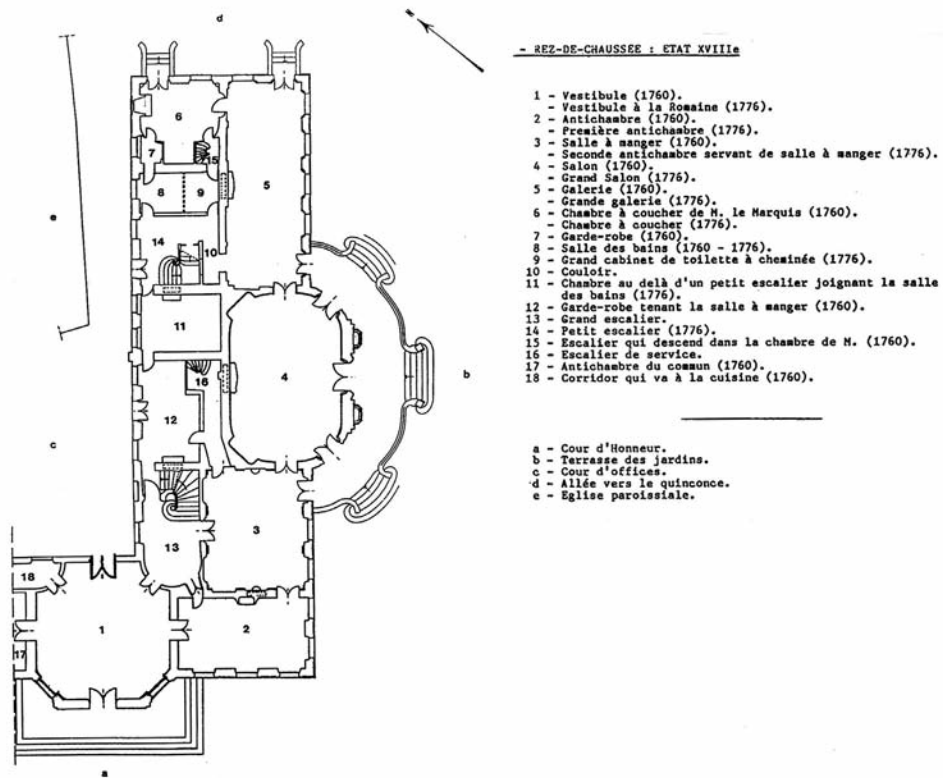 d
- REZ-DE-CHAUSSEE : ETAT XVIIIe
1 - Vestibule (1760).
- Vestibule à la Romaine (1776).
2 - Antichambre (1760).
- Première antichambre (1776).
3 - Salle à manger (1760).
- Seconde antichambre servant de salle à manger (1776).
4 - Salon (1760).
- Grand Salon (1776).
5 - Galerie (1760).
- Grande galerie (1776).
6 - Chambre à coucher de M. le Marquis (1760).
- Chambre à coucher (1776).
7 - Garde-robe (1760).
8 - Salle des bains (1760 - 1776).
9 - Grand cabinet de toilette à cheminée (1776).
10 - Couloir.
11 - Chambre au delà d'un petit escalier joignant la salle
des bains (1776).
12 - Garde-robe tenant la salle à manger (1760).
13 - Grand escalier.
14 - Petit escalier (1776).
15 - Escalier qui descend dans la chambre de M. (1760).
16 - Escalier de service.
17 - Antichambre du commun (1760).
18 - Corridor qui va à la cuisine (1760).
a - Cour d'Honneur.
b - Terrasse des jardins.
c - Cour d'offices.
d - Allée vers le quinconce.
e - Eglise paroissiale.
6
7
15
5
8
9
e
14
10
11
4
b
16
12
c
3
13
18
1
2
17
a